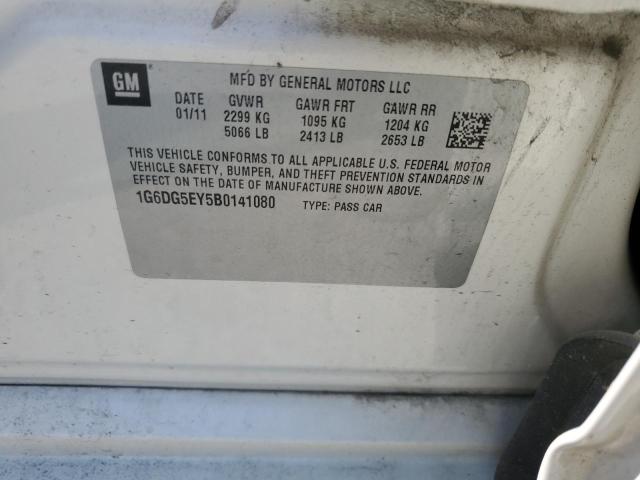 GM
MFD BY GENERAL MOTORS LLC
DATE GVWR GAWR FRT GAWR RR
01/11 2299 KG 1095 KG 1204 KG
5066 LB 2413 LB 2653 LB
THIS VEHICLE CONFORMS TO ALL APPLICABLE U.S. FEDERAL MOTOR
VEHICLE SAFETY, BUMPER, AND THEFT PREVENTION STANDARDS IN
EFFECT ON THE DATE OF MANUFACTURE SHOWN ABOVE.
1G6DG5EY5B0141080 TYPE: PASS CAR